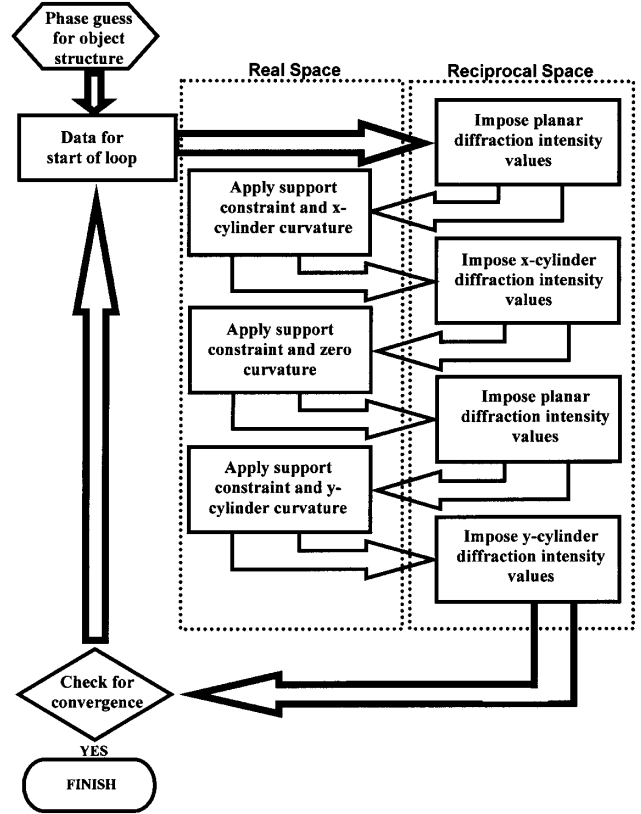 Phase guess
for object
structure
Real Space
Reciprocal Space
Data for
start of loop
Impose planar
diffraction intensity
values
Apply support
constraint and x-
cylinder curvature
Impose x-cylinder
diffraction intensity
values
Apply support
constraint and zero
curvature
Impose planar
diffraction intensity
values
Apply support
constraint and y-
cylinder curvature
Impose y-cylinder
diffraction intensity
values
Check for
convergence
YES
FINISH